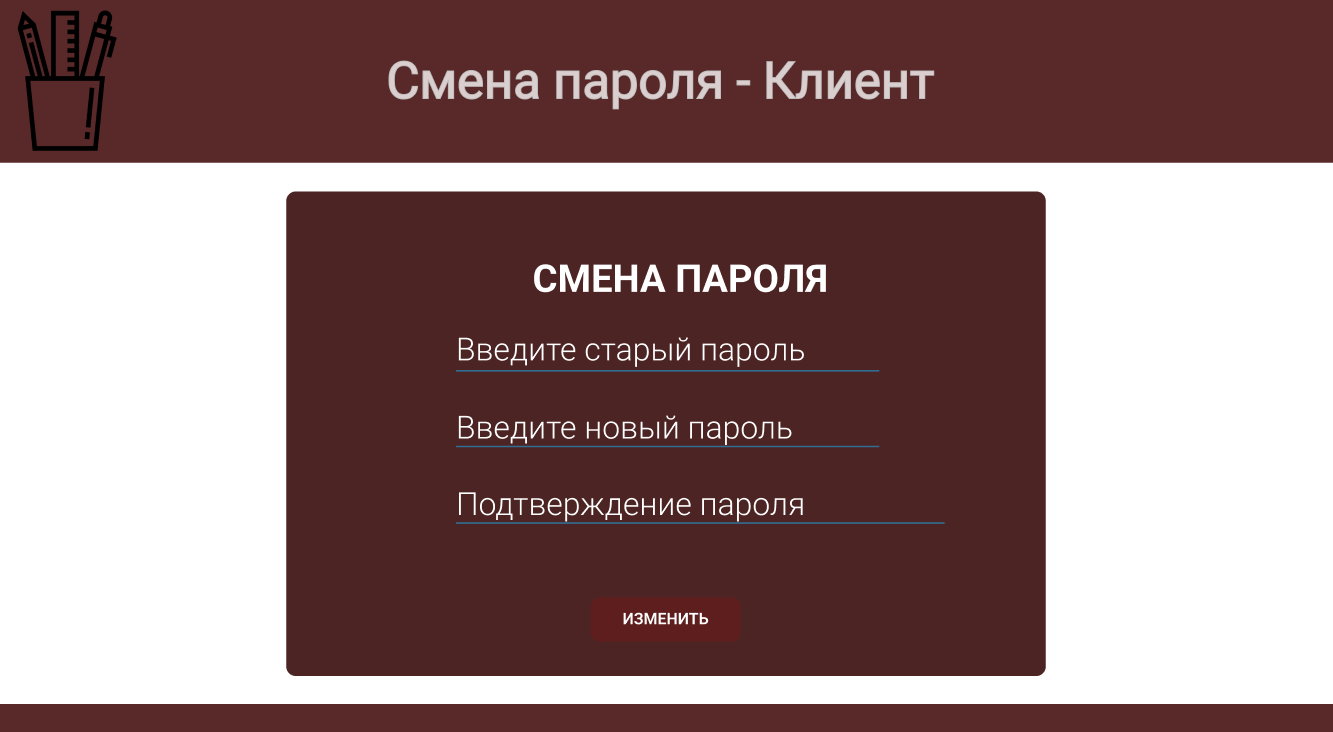 Смена пароля - Клиент
СМЕНА ПАРОЛЯ
Введите старый пароль
Введите новый пароль
Подтверждение пароля
ИЗМЕНИТЬ